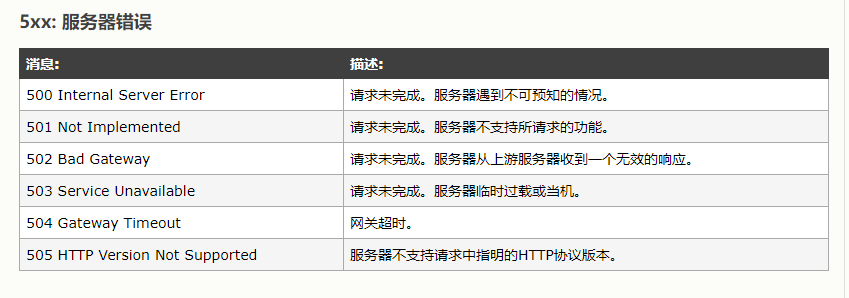 5xx: 服务器错误
消息: 描述:
500 Internal Server Error 请求未完成。服务器遇到不可预知的情况。
501 Not Implemented 请求未完成。服务器不支持所请求的功能。
502 Bad Gateway 请求未完成。服务器从上游服务器收到一个无效的响应。
503 Service Unavailable 请求未完成。服务器临时过载或当机。
504 Gateway Timeout 网关超时。
505 HTTP Version Not Supported 服务器不支持请求中指明的HTTP协议版本。